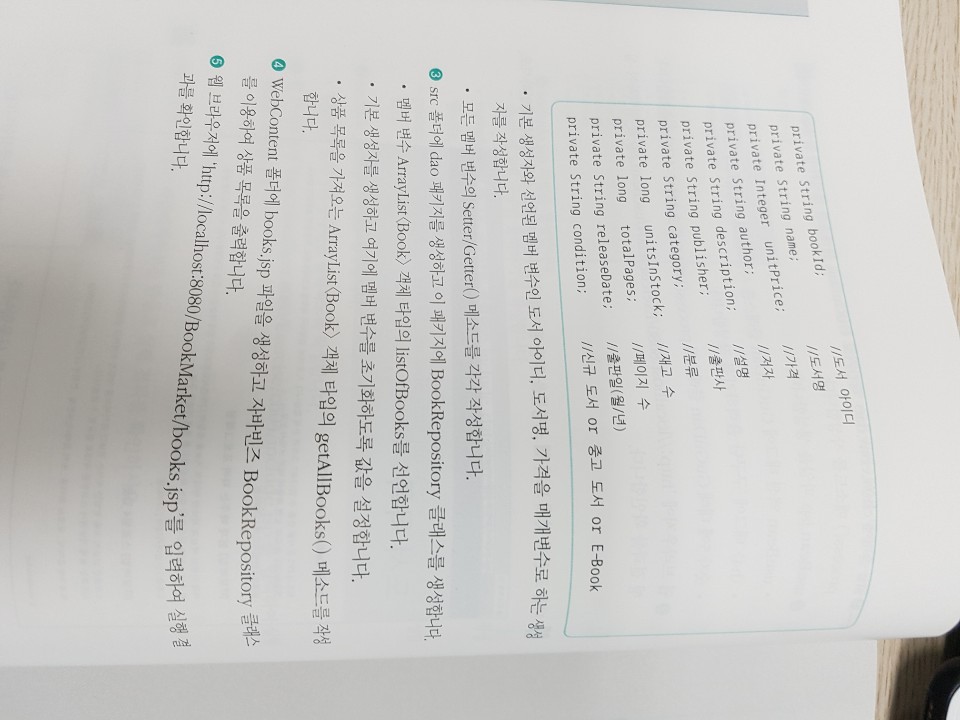 private String bookId; //도서 아이디
private String name; //도서명
private Integer unitPrice; //가격
private String author; //저자
private String description; //설명
private String publisher; //출판사
private String category; //분류
private long unitsInStock; //재고 수
private long totalPages; //페이지 수
private String releaseDate; //출판일(월/년)
private String condition; //신규 도서 or 중고 도서 or E-Book
• 기본 생성자와 선언된 멤버 변수인 도서 아이디, 도서명, 가격을 매개변수로 하는 생성
자를 작성합니다.
• 모든 멤버 변수의 Setter/Getter() 메소드를 각각 작성합니다.
❸ src 폴더에 dao 패키지를 생성하고 이 패키지에 BookRepository 클래스를 생성합니다.
• 멤버 변수 ArrayList〈Book〉 객체 타입의 listOfBooks를 선언합니다.
• 기본 생성자를 생성하고 여기에 멤버 변수를 초기화하도록 값을 설정합니다.
• 상품 목록을 가져오는 ArrayList〈Book〉 객체 타입의 getAllBooks() 메소드를 작성
합니다.
❹ WebContent 폴더에 books.jsp 파일을 생성하고 자바빈즈 BookRepository 클래스
를 이용하여 상품 목록을 출력합니다.
❺ 웹 브라우저에 ‘http://localhost:8080/BookMarket/books.jsp’를 입력하여 실행 결
과를 확인합니다.